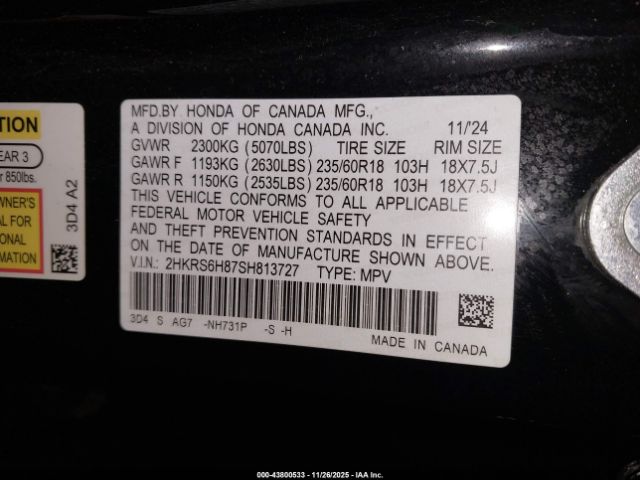 TION
EAR 3
r 850lbs.
WNER'S
AL FOR
ONAL
RMATION
3D4 A2
MFD.BY HONDA OF CANADA MFG.,
A DIVISION OF HONDA CANADA INC. 11/'24
GVWR 2300KG (5070LBS) TIRE SIZE RIM SIZE
GAWR F 1193KG (2630LBS) 235/60R18 103H 18X7.5J
GAWR R 1150KG (2535LBS) 235/60R18 103H 18X7.5J
THIS VEHICLE CONFORMS TO ALL APPLICABLE
FEDERAL MOTOR VEHICLE SAFETY
AND THEFT PREVENTION STANDARDS IN EFFECT
ON THE DATE OF MANUFACTURE SHOWN ABOVE.
V.I.N.: 2HKRS6H87SH813727 TYPE: MPV
3D4 S AG7 -NH731P -S -H
MADE IN CANADA
000-43800533 - 11/26/2025 - IAA Inc.